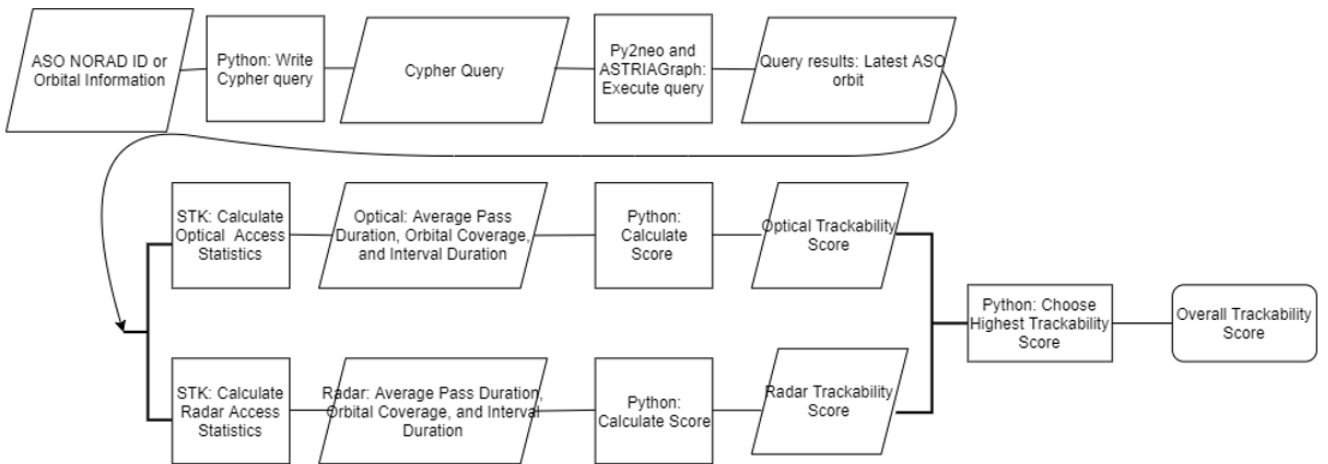 ASO NORAD ID or
Orbital Information
Python: Write
Cypher query
Cypher Query
Py2neo and
ASTRIAGraph:
Execute query
Query results: Latest ASO
orbit
STK: Calculate
Optical Access
Statistics
Optical: Average Pass
Duration, Orbital Coverage,
and Interval Duration
Python:
Calculate
Score
Optical Trackability
Score
STK: Calculate
Radar Access
Statistics
Radar: Average Pass Duration,
Orbital Coverage, and Interval
Duration
Python:
Calculate Score
Radar Trackability
Score
Python: Choose
Highest Trackability
Score
Overall Trackability
Score